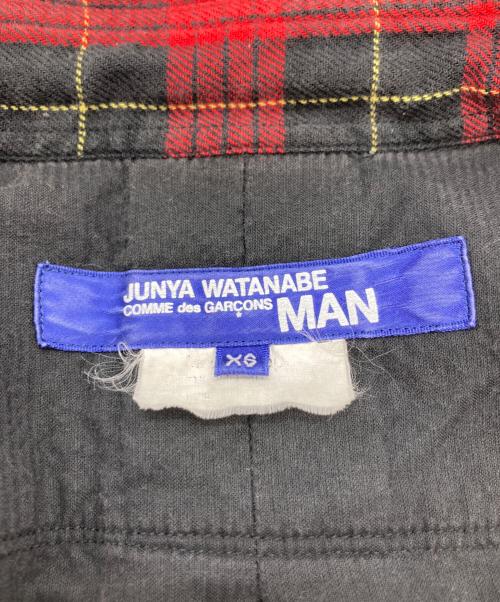 JUNYA WATANABE
COMME des GARÇONS MAN
XS